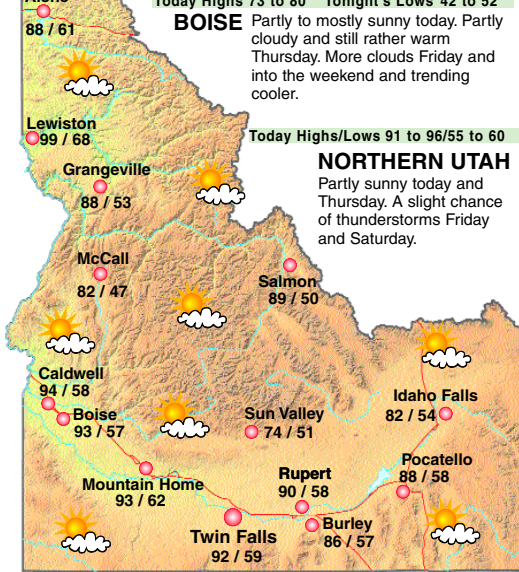 Today Highs 73 to 80 Tonight's Lows 42 to 52
88 / 61
BOISE Partly to mostly sunny today. Partly
cloudy and still rather warm
Thursday. More clouds Friday and
into the weekend and trending
cooler.
Lewiston
99 / 68
Today Highs/Lows 91 to 96/55 to 60
NORTHERN UTAH
Partly sunny today and
Thursday. A slight chance
of thunderstorms Friday
and Saturday.
Grangeville
88 / 53
McCall
82 / 47
Salmon
89 / 50
Caldwell
94 / 58
Boise
93 / 57
Sun Valley
74 / 51
Idaho Falls
82 / 54
Mountain Home
93 / 62
Rupert
90 / 58
Pocatello
88 / 58
Twin Falls
92 / 59
Burley
86 / 57